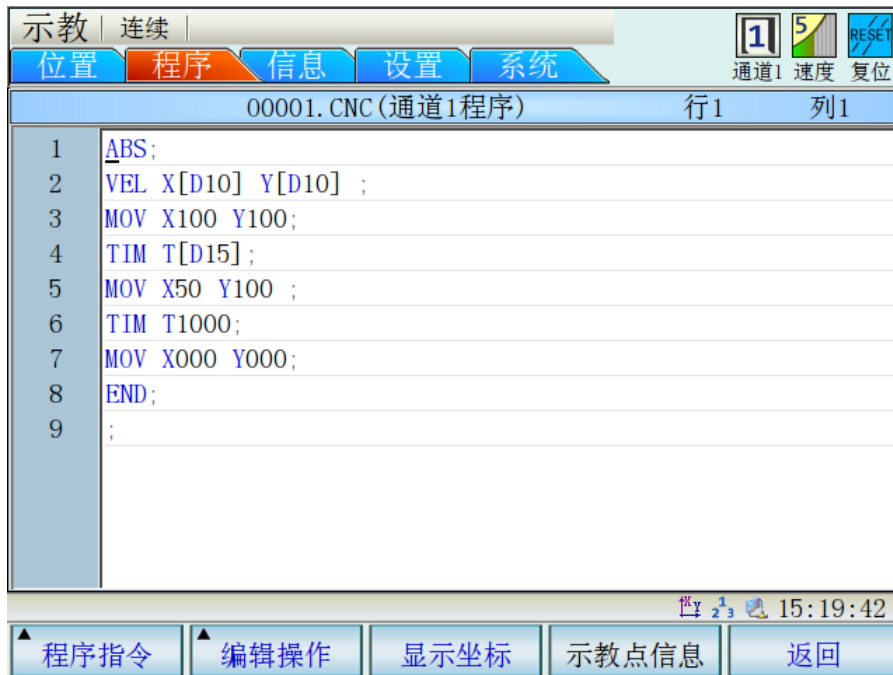 示教 连续
1 5 RESET
通道1 速度 复位
位置 程序 信息 设置 系统
00001.CNC(通道1程序) 行1 列1
1 ABS;
2 VEL X[D10] Y[D10] ;
3 MOV X100 Y100;
4 TIM T[D15];
5 MOV X50 Y100 ;
6 TIM T1000;
7 MOV X000 Y000;
8 END;
9 ;
XY 123 15:19:42
程序指令 编辑操作 显示坐标 示教点信息 返回